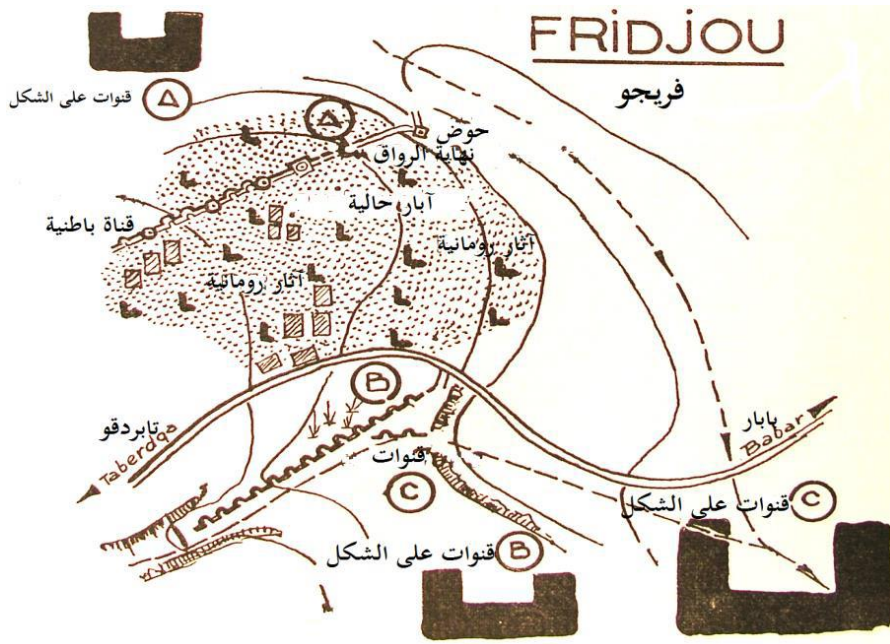 FRIDJOU
فريجو
قنوات على الشكل A
A
حوض
نهاية الرواق
آبار حالية
قناة باطنية
آثار رومانية
آثار رومانية
B
تابردقو
Taberdga
بابار
Babar
قنوات
C
قنوات على الشكل C
قنوات على الشكل B